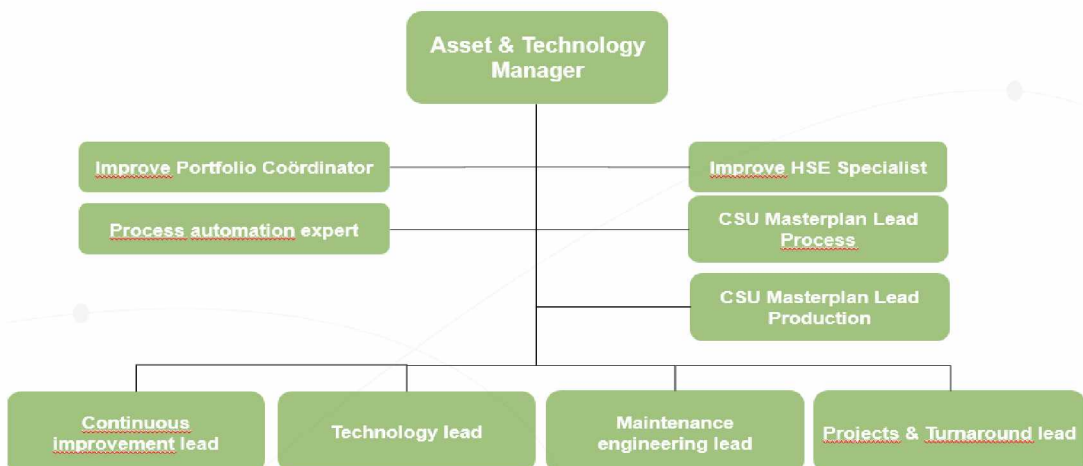 Asset & Technology
Manager
Improve Portfolio Coördinator
Improve HSE Specialist
Process automation expert
CSU Masterplan Lead
Process
CSU Masterplan Lead
Production
Continuous
improvement lead
Technology lead
Maintenance
engineering lead
Projects & Turnaround lead